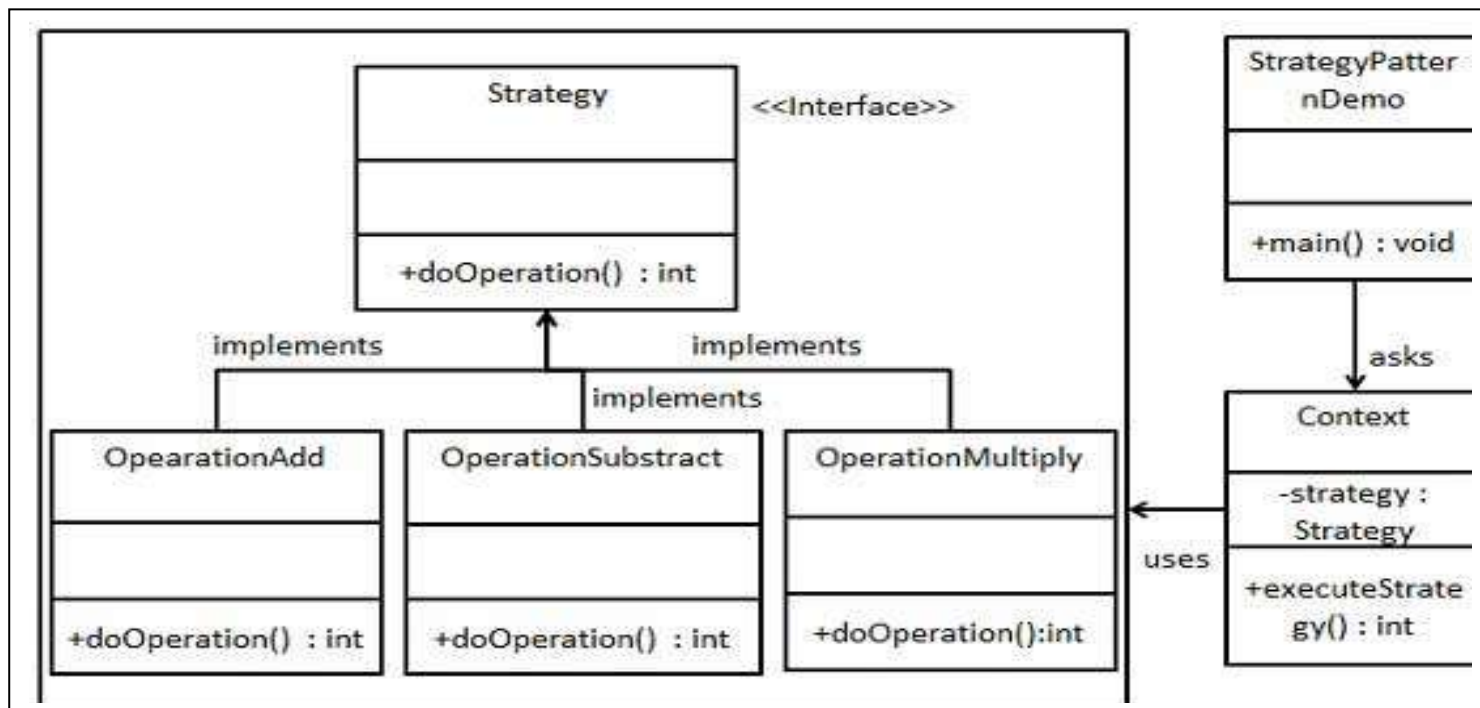 Strategy
<<Interface>>
+doOperation() : int
implements
implements
implements
OpearationAdd
+doOperation() : int
OperationSubstract
+doOperation() : int
OperationMultiply
+doOperation():int
StrategyPatter
nDemo
+main() : void
asks
Context
-strategy :
Strategy
+executeStrate
gy() : int
uses